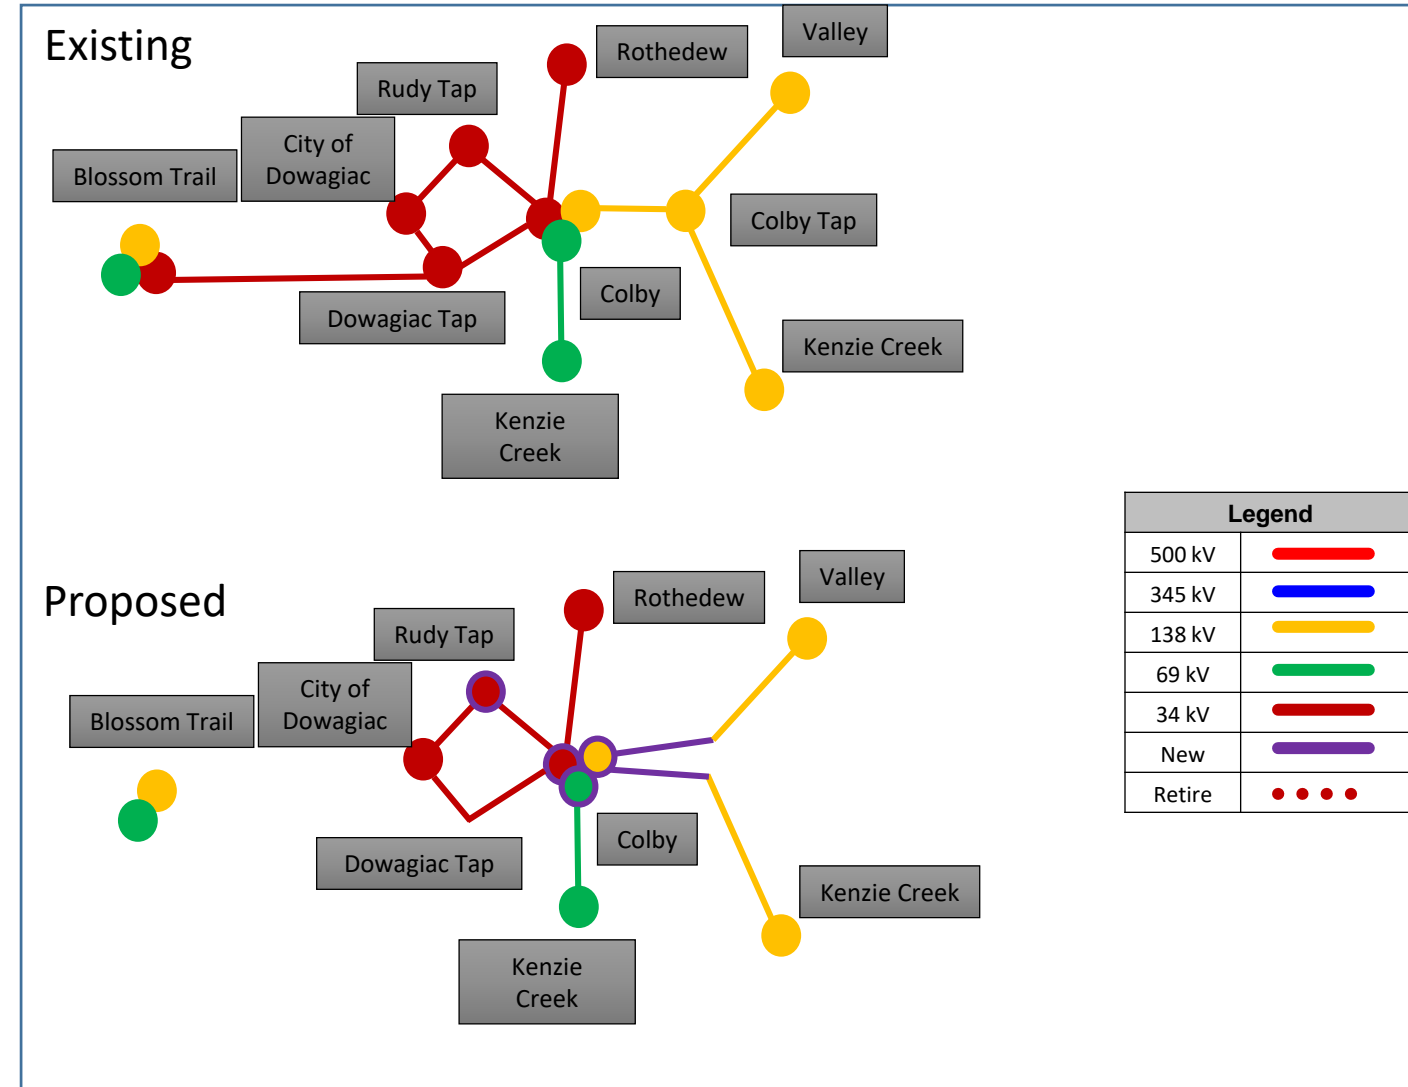 Existing
Valley
Rothedew
Rudy Tap
City of
Dowagiac
Blossom Trail
Colby Tap
Colby
Dowagiac Tap
Kenzie Creek
Kenzie
Creek
Legend
500 kV
345 kV
138 kV
69 kV
34 kV
New
Retire
Proposed
Valley
Rothedew
Rudy Tap
City of
Dowagiac
Blossom Trail
Colby
Dowagiac Tap
Kenzie Creek
Kenzie
Creek